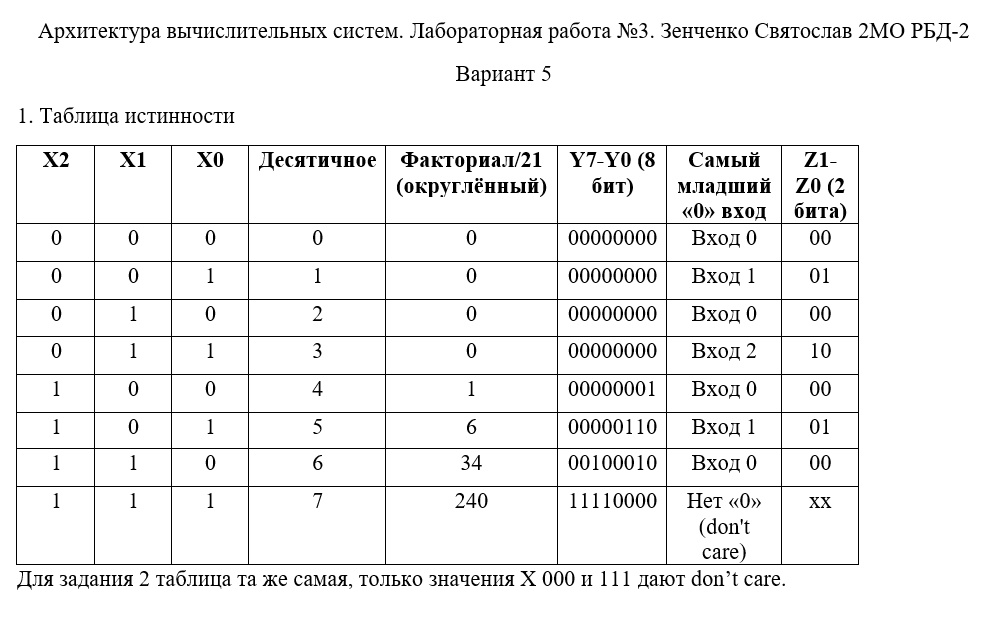 Архитектура вычислительных систем. Лабораторная работа №3. Зенченко Святослав 2МО РБД-2
Вариант 5
1. Таблица истинности
X2 X1 X0 Десятичное Факториал/21 (округлённый) Y7-Y0 (8 бит) Самый младший «0» вход Z1-Z0 (2 бита)
0 0 0 0 0 00000000 Вход 0 00
0 0 1 1 0 00000000 Вход 1 01
0 1 0 2 0 00000000 Вход 0 00
0 1 1 3 0 00000000 Вход 2 10
1 0 0 4 1 00000001 Вход 0 00
1 0 1 5 6 00000110 Вход 1 01
1 1 0 6 34 00100010 Вход 0 00
1 1 1 7 240 11110000 Нет «0» (don't care) xx
Для задания 2 таблица та же самая, только значения X 000 и 111 дают don’t care.